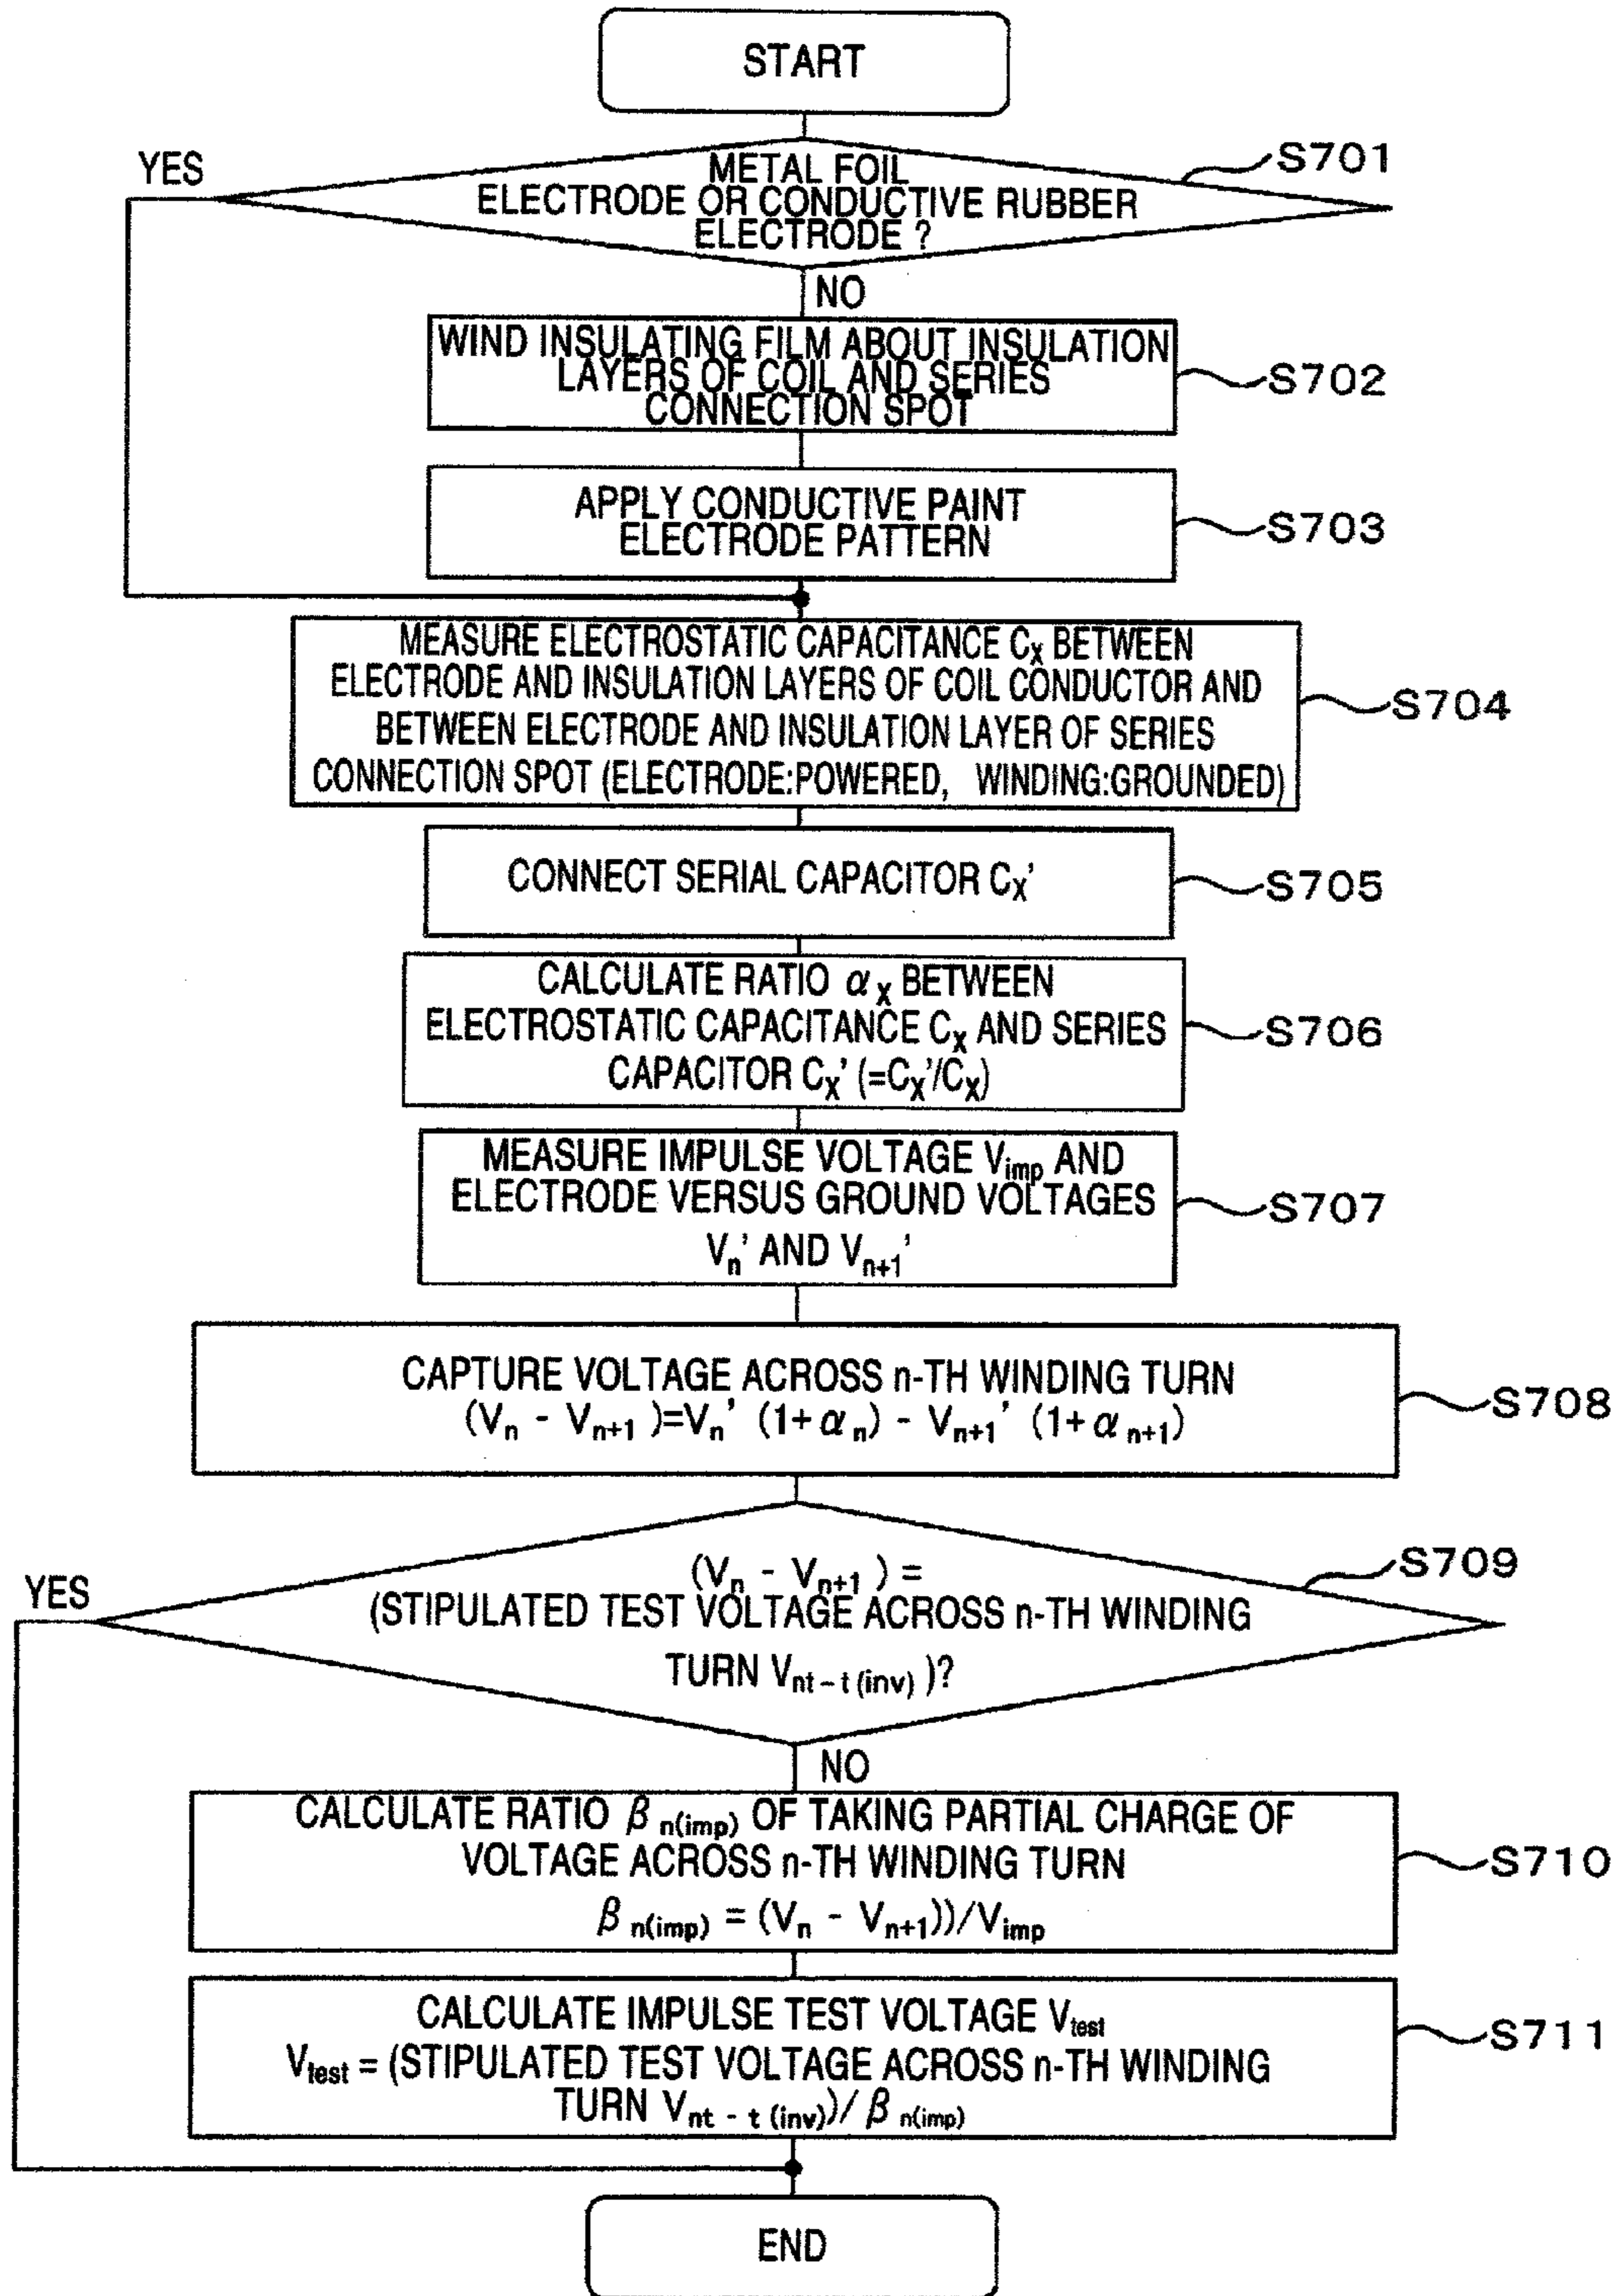 START
YES
METAL FOIL
ELECTRODE OR CONDUCTIVE RUBBER
ELECTRODE ?
S701
NO
WIND INSULATING FILM ABOUT INSULATION
LAYERS OF COIL AND SERIES
CONNECTION SPOT
S702
APPLY CONDUCTIVE PAINT
ELECTRODE PATTERN
S703
MEASURE ELECTROSTATIC CAPACITANCE Cx BETWEEN
ELECTRODE AND INSULATION LAYERS OF COIL CONDUCTOR AND
BETWEEN ELECTRODE AND INSULATION LAYER OF SERIES
CONNECTION SPOT (ELECTRODE:POWERED, WINDING:GROUNDED)
S704
CONNECT SERIAL CAPACITOR Cx'
S705
CALCULATE RATIO αx BETWEEN
ELECTROSTATIC CAPACITANCE Cx AND SERIES
CAPACITOR Cx' (=Cx'/Cx)
S706
MEASURE IMPULSE VOLTAGE Vimp AND
ELECTRODE VERSUS GROUND VOLTAGES
Vn' AND Vn+1'
S707
CAPTURE VOLTAGE ACROSS n-TH WINDING TURN
(Vn - Vn+1 )=Vn' (1+αn) - Vn+1' (1+αn+1)
S708
YES
(Vn - Vn+1 ) =
(STIPULATED TEST VOLTAGE ACROSS n-TH WINDING
TURN Vnt-t (inv) )?
S709
NO
CALCULATE RATIO βn(imp) OF TAKING PARTIAL CHARGE OF
VOLTAGE ACROSS n-TH WINDING TURN
βn(imp) = (Vn - Vn+1))/Vimp
S710
CALCULATE IMPULSE TEST VOLTAGE Vtest
Vtest = (STIPULATED TEST VOLTAGE ACROSS n-TH WINDING
TURN Vnt - t (inv))/ βn(imp)
S711
END